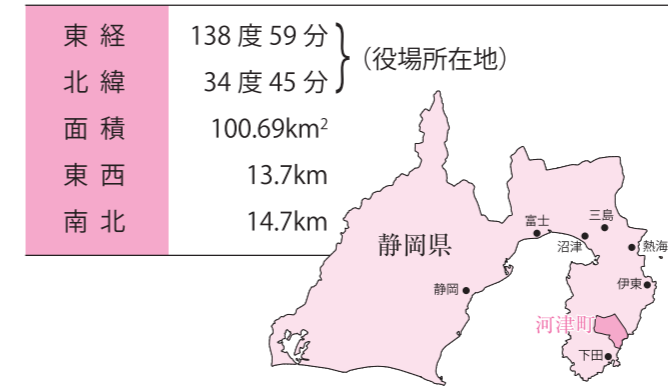 東経 138度59分
北緯 34度45分
（役場所在地）
面積 100.69km²
東西 13.7km
南北 14.7km
静岡県
富士
三島
沼津
熱海
静岡
伊東
河津町
下田